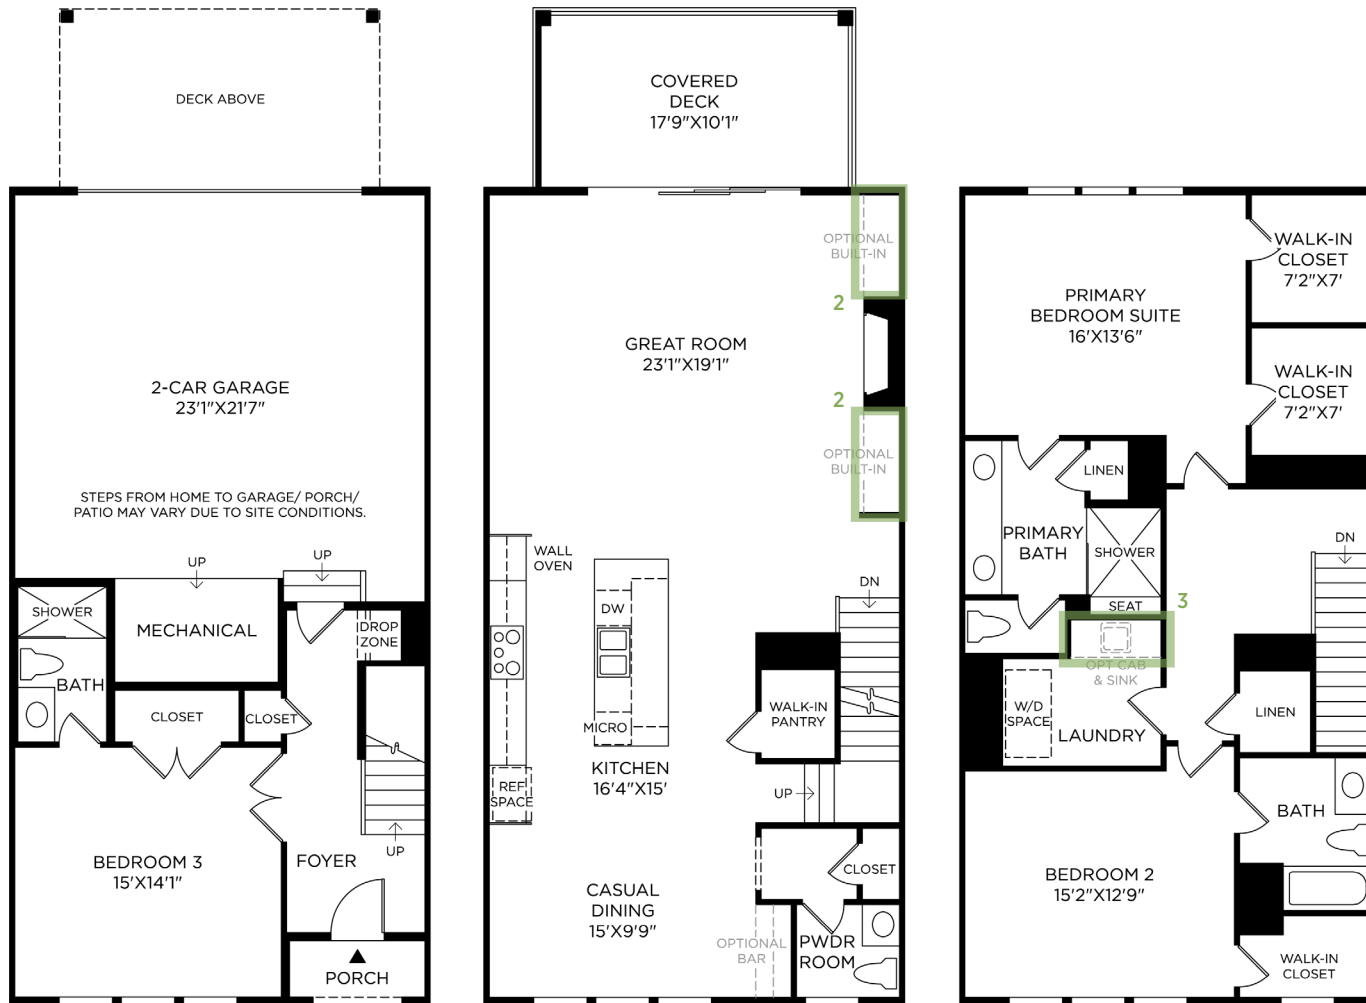 DECK ABOVE
2-CAR GARAGE
23'1"X21'7"
STEPS FROM HOME TO GARAGE/ PORCH/
PATIO MAY VARY DUE TO SITE CONDITIONS.
UP
UP
SHOWER
MECHANICAL
DROP
ZONE
BATH
CLOSET
CLOSET
BEDROOM 3
15'X14'1"
FOYER
UP
PORCH
COVERED
DECK
17'9"X10'1"
OPTIONAL
BUILT-IN
2
GREAT ROOM
23'1"X19'1"
2
OPTIONAL
BUILT-IN
WALL
OVEN
DW
DN
MICRO
WALK-IN
PANTRY
KITCHEN
16'4"X15'
REF
SPACE
UP
CASUAL
DINING
15'X9'9"
CLOSET
OPTIONAL
BAR
PWDR
ROOM
WALK-IN
CLOSET
7'2"X7'
PRIMARY
BEDROOM SUITE
16'X13'6"
WALK-IN
CLOSET
7'2"X7'
LINEN
PRIMARY
BATH
SHOWER
DN
SEAT
3
OPT CAB
& SINK
W/D
SPACE
LAUNDRY
LINEN
BATH
BEDROOM 2
15'2"X12'9"
WALK-IN
CLOSET